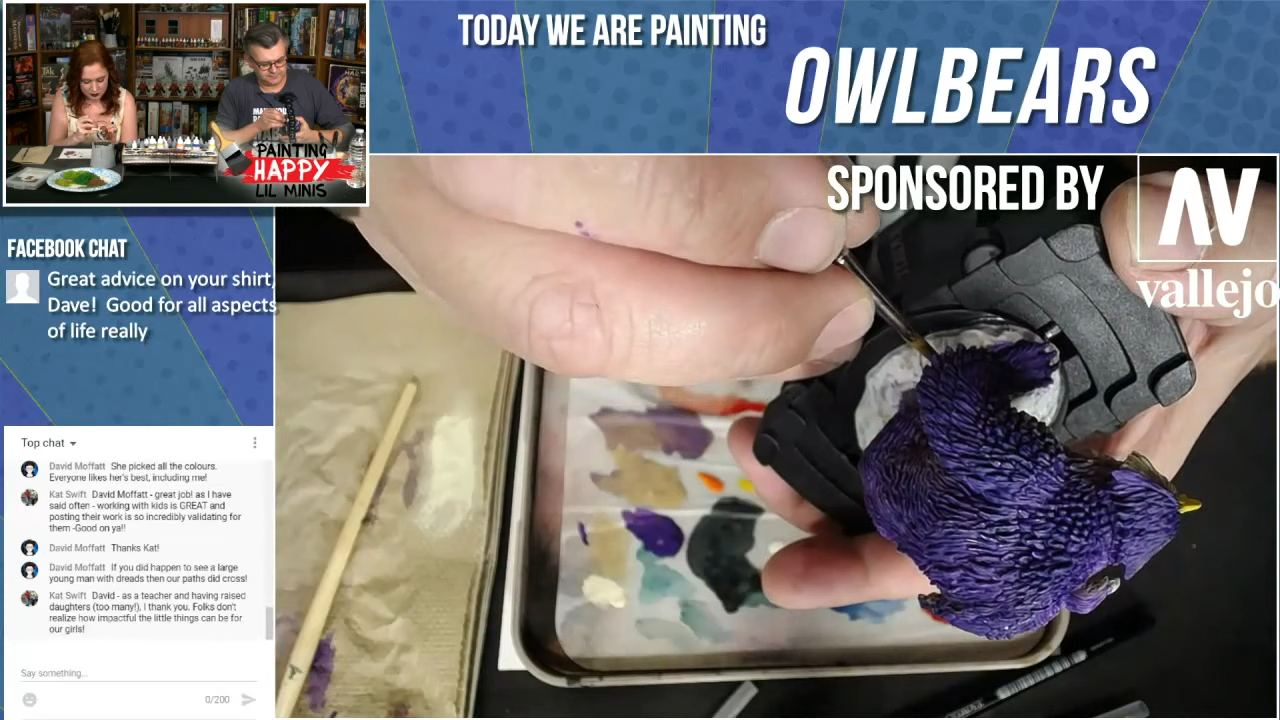 TODAY WE ARE PAINTING
OWLBEARS
SPONSORED BY
AV
vallejo
PAINTING
HAPPY
LIL MINIS
FACEBOOK CHAT
Great advice on your shirt,
Dave! Good for all aspects
of life really
Top chat
David Moffatt She picked all the colours.
Everyone likes her's best, including me!
Kat Swift David Moffatt - great job! as I have
said often - working with kids is GREAT and
posting their work is so incredibly validating for
them -Good on ya!!
David Moffatt Thanks Kat!
David Moffatt If you did happen to see a large
young man with dreads then our paths did cross!
Kat Swift David - as a teacher and having raised
daughters (too many!), I thank you. Folks don't
realize how impactful the little things can be for
our girls!
Say something...
0/200